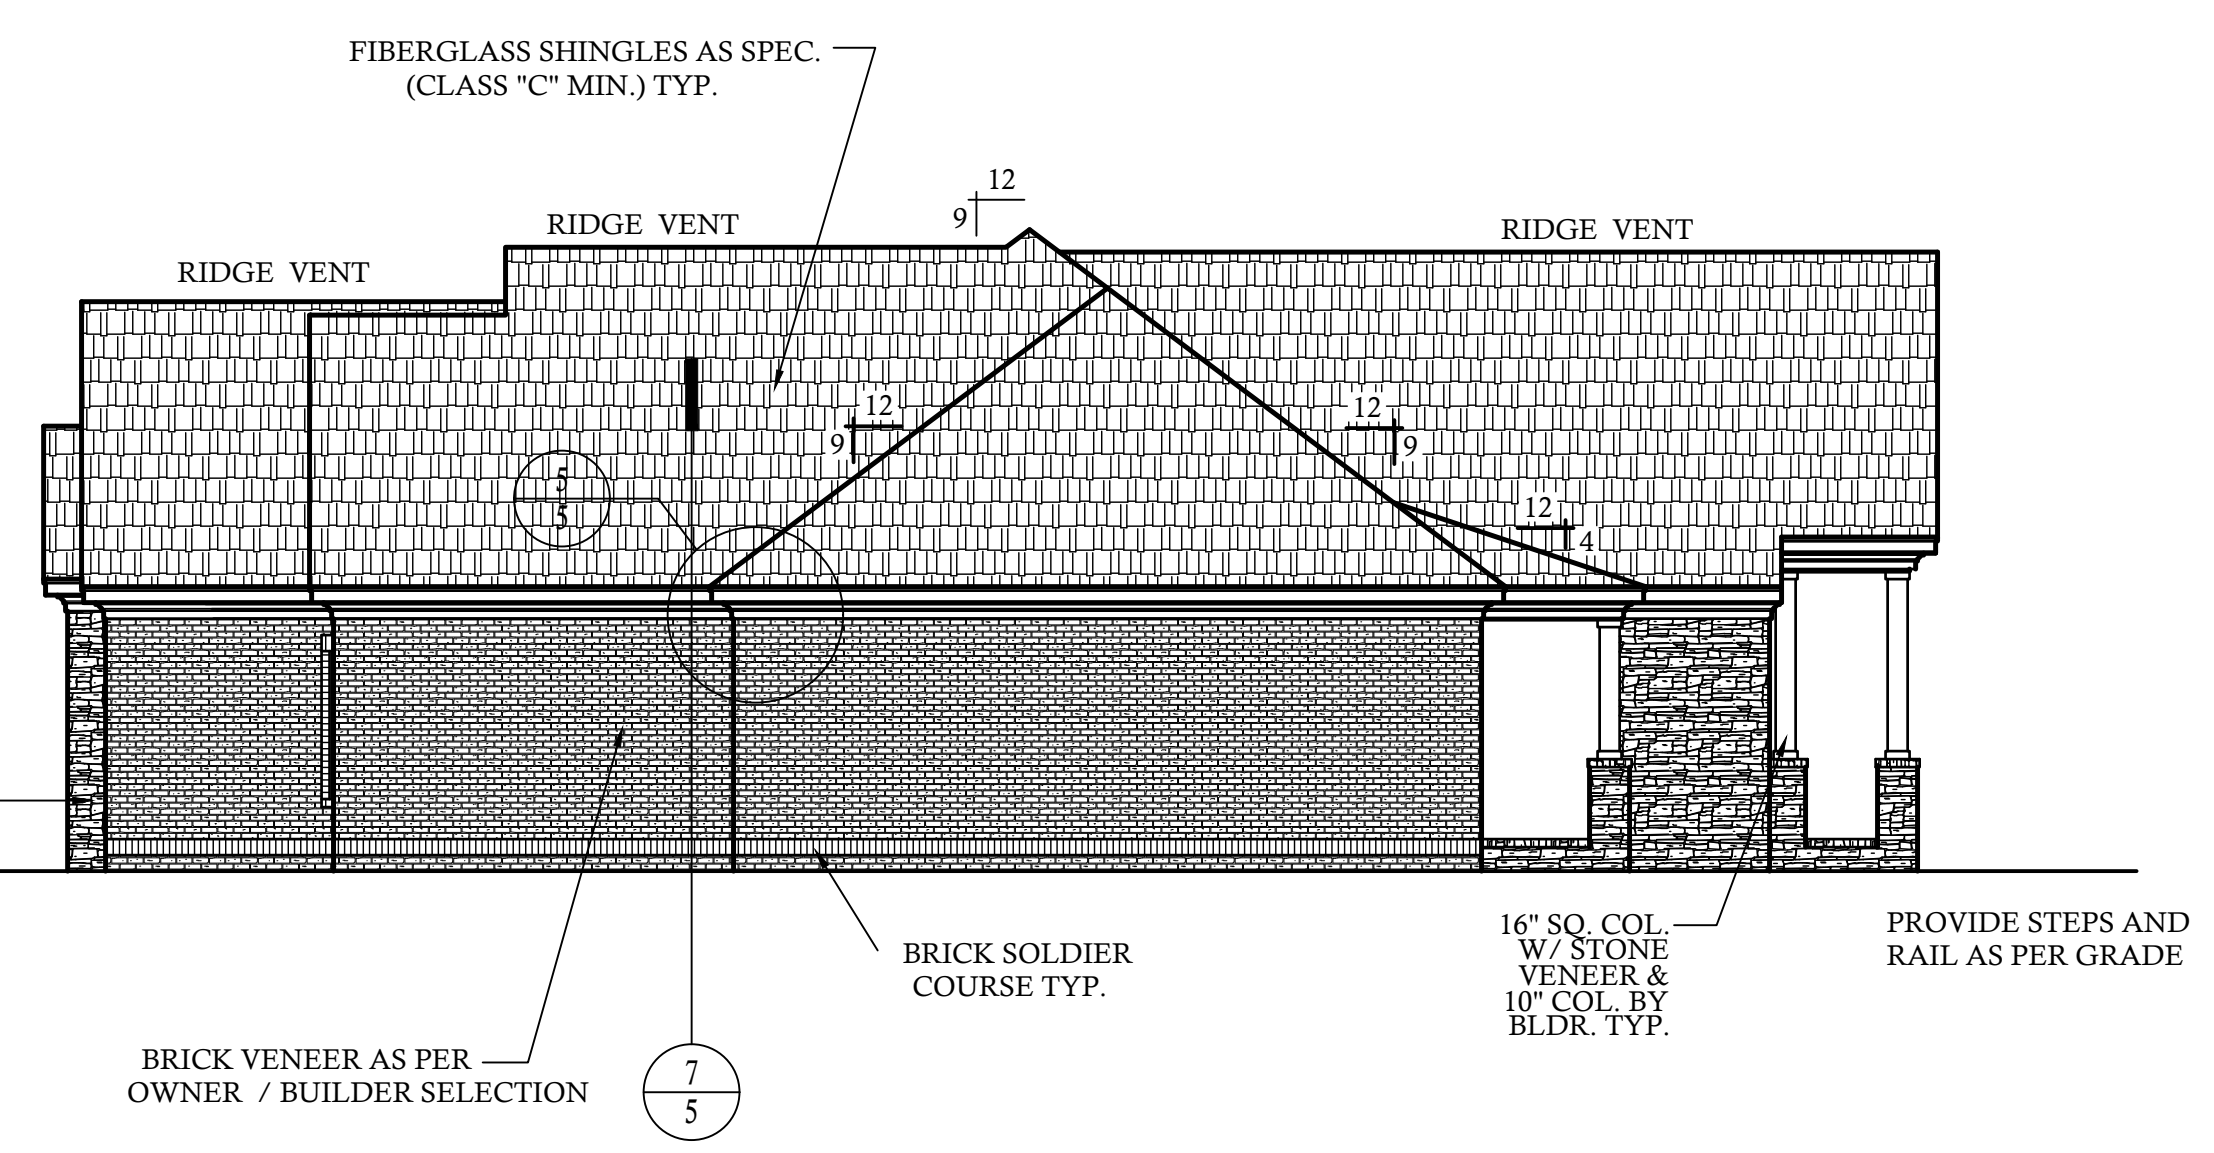 FIBERGLASS SHINGLES AS SPEC.
(CLASS "C" MIN.) TYP.
12
9
RIDGE VENT
RIDGE VENT
RIDGE VENT
12
9
12
9
5
5
12
4
16" SQ. COL.
W/ STONE
VENEER &
10" COL. BY
BLDR. TYP.
PROVIDE STEPS AND
RAIL AS PER GRADE
BRICK SOLDIER
COURSE TYP.
BRICK VENEER AS PER
OWNER / BUILDER SELECTION
7
5